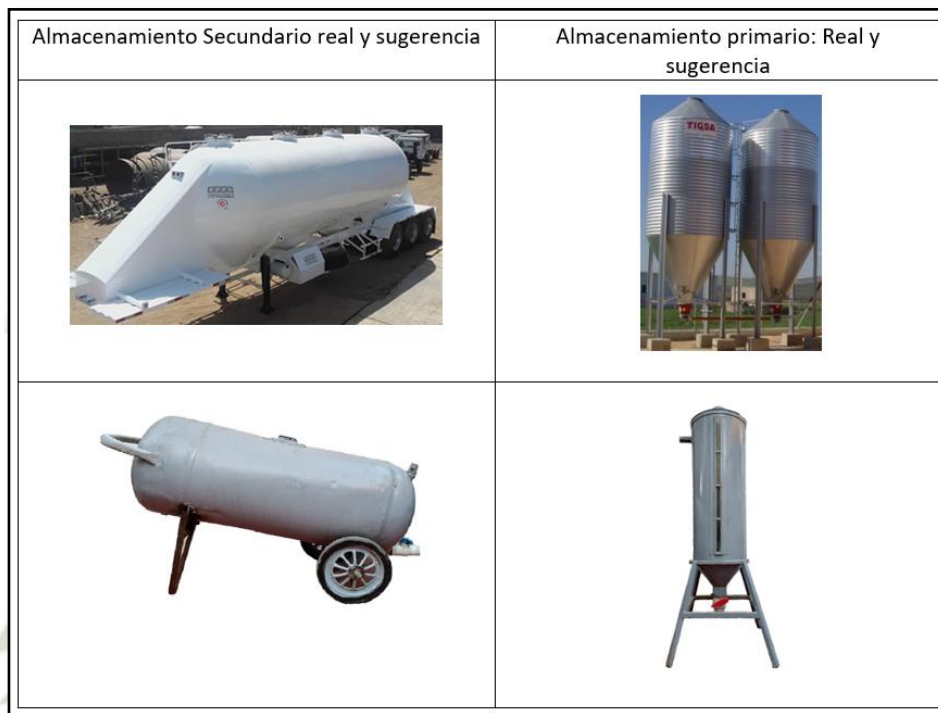 Almacenamiento Secundario real y sugerencia
Almacenamiento primario: Real y
sugerencia
TIGSA